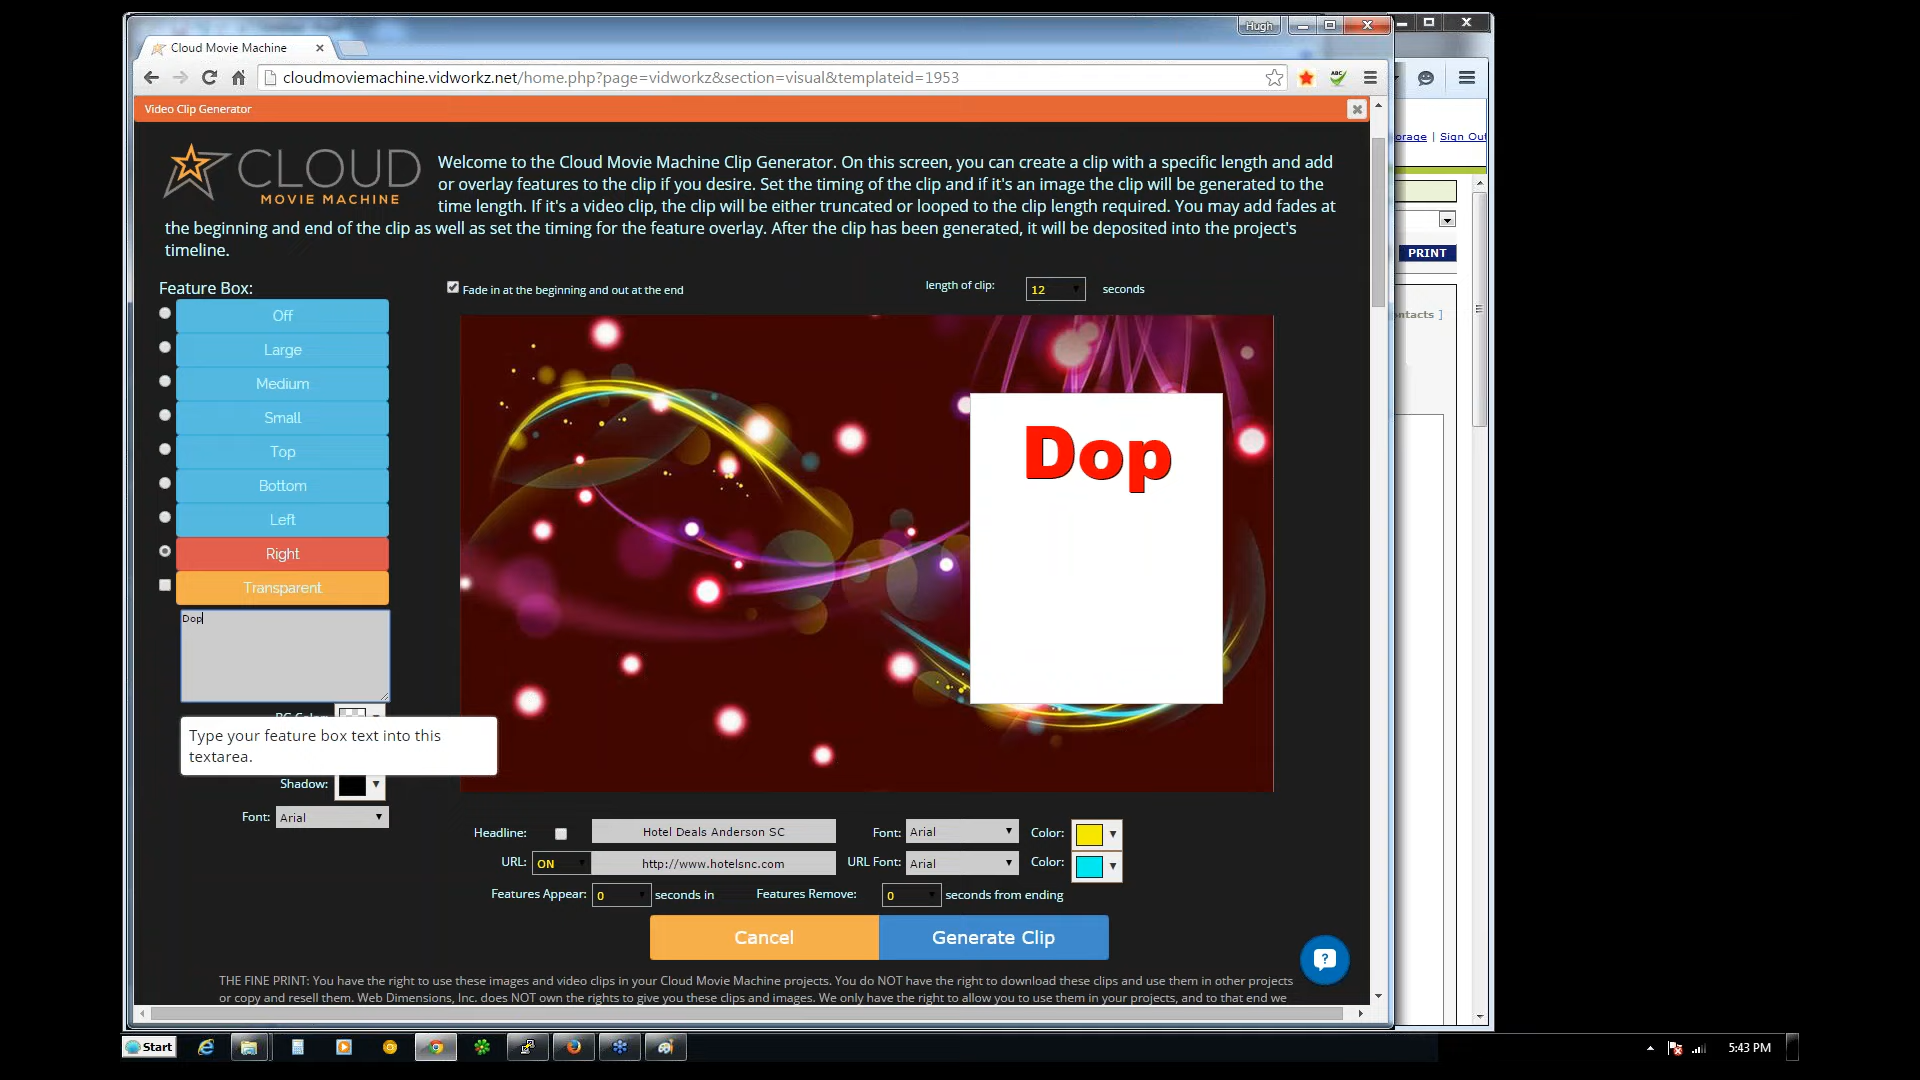 Hugh
Cloud Movie Machine
cloudmoviemachine.vidworkz.net/home.php?page=vidworkz&section=visual&templateid=1953
ABC
Video Clip Generator
orage | Sign Out
CLOUD
MOVIE MACHINE
Welcome to the Cloud Movie Machine Clip Generator. On this screen, you can create a clip with a specific length and add
or overlay features to the clip if you desire. Set the timing of the clip and if it's an image the clip will be generated to the
time length. If it's a video clip, the clip will be either truncated or looped to the clip length required. You may add fades at
the beginning and end of the clip as well as set the timing for the feature overlay. After the clip has been generated, it will be deposited into the project's
timeline.
PRINT
Feature Box:
Fade in at the beginning and out at the end
length of clip:
12
seconds
ontacts ]
Off
Large
Medium
Small
Top
Bottom
Left
Right
Transparent
Dop
Dop
Type your feature box text into this
textarea.
Shadow:
Font: Arial
Headline:
Hotel Deals Anderson SC
Font: Arial
Color:
URL: ON
http://www.hotelsnc.com
URL Font: Arial
Color:
Features Appear: 0 seconds in
Features Remove: 0 seconds from ending
Cancel
Generate Clip
THE FINE PRINT: You have the right to use these images and video clips in your Cloud Movie Machine projects. You do NOT have the right to download these clips and use them in other projects
or copy and resell them. Web Dimensions, Inc. does NOT own the rights to give you these clips and images. We only have the right to allow you to use them in your projects, and to that end we
Start
5:43 PM